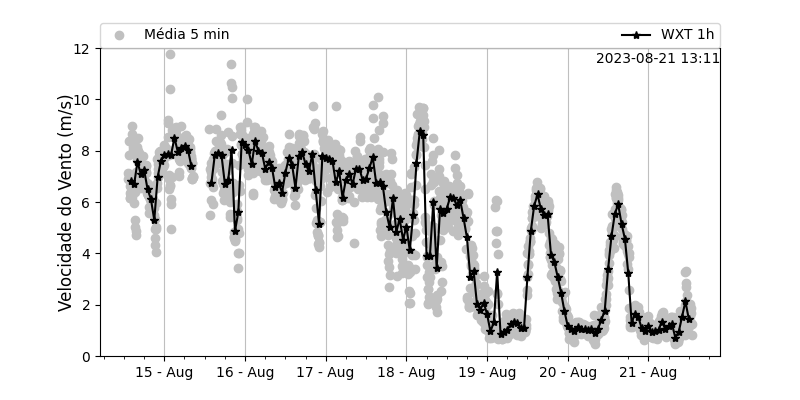 Média 5 min
WXT 1h
2023-08-21 13:11
Velocidade do Vento (m/s)
12
10
8
6
4
2
0
15 - Aug
16 - Aug
17 - Aug
18 - Aug
19 - Aug
20 - Aug
21 - Aug